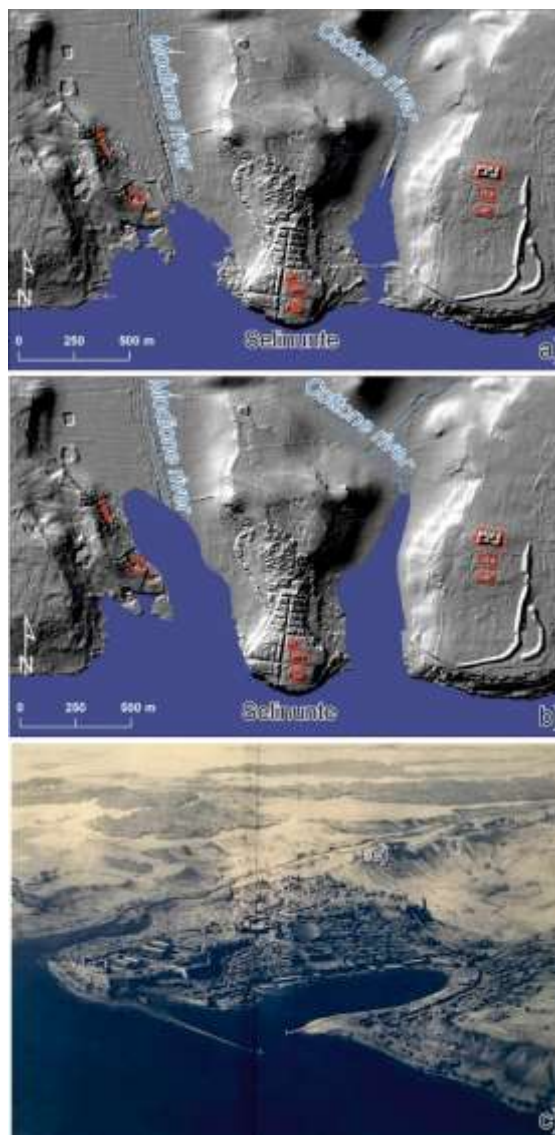 Modione river
Cottone river
N
0 250 500 m
Selinunte
a)
Modione river
Cottone river
N
0 250 500 m
Selinunte
b)
c)